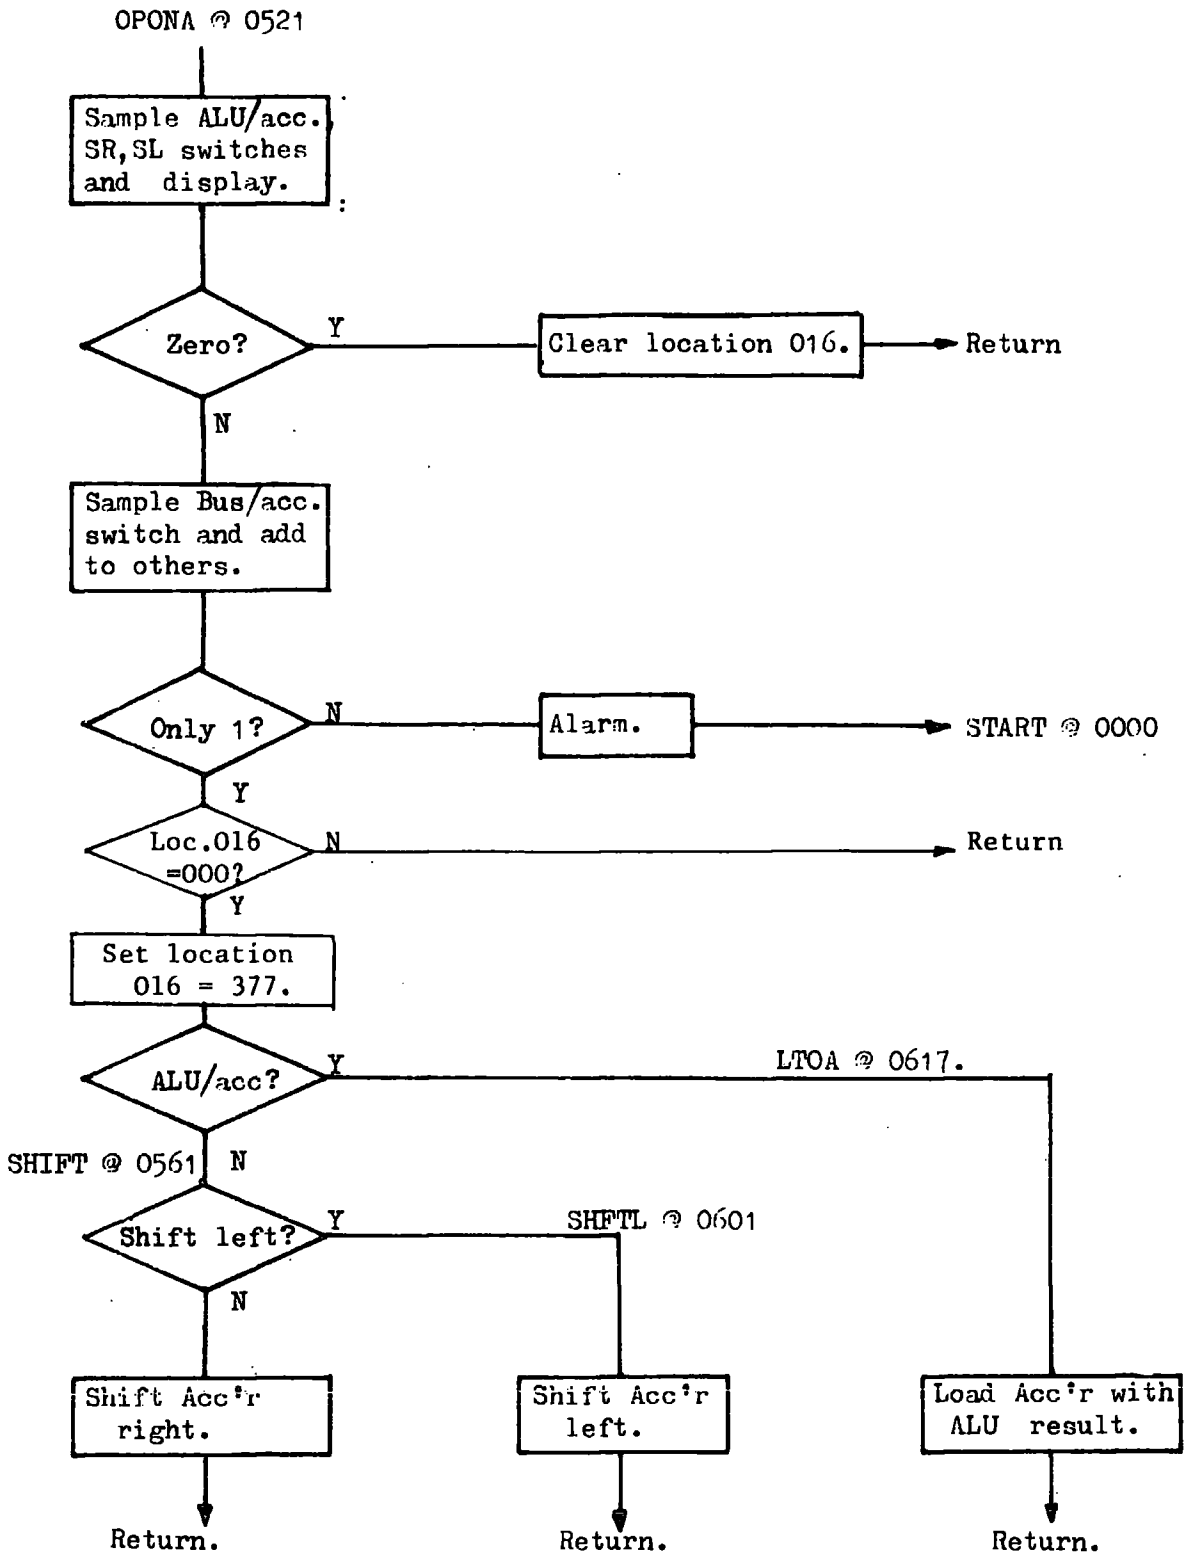 OPONA @ 0521
Sample ALU/acc.
SR,SL switches
and display.
Zero?
Y
Clear location 016.
Return
N
Sample Bus/acc.
switch and add
to others.
Only 1?
N
Alarm.
START @ 0000
Y
Loc.016
=000?
N
Return
Y
Set location
016 = 377.
ALU/acc?
Y
LTOA @ 0617.
SHIFT @ 0561
N
Shift left?
Y
SHFTL @ 0601
N
Shift Acc'r
right.
Shift Acc'r
left.
Load Acc'r with
ALU result.
Return.
Return.
Return.